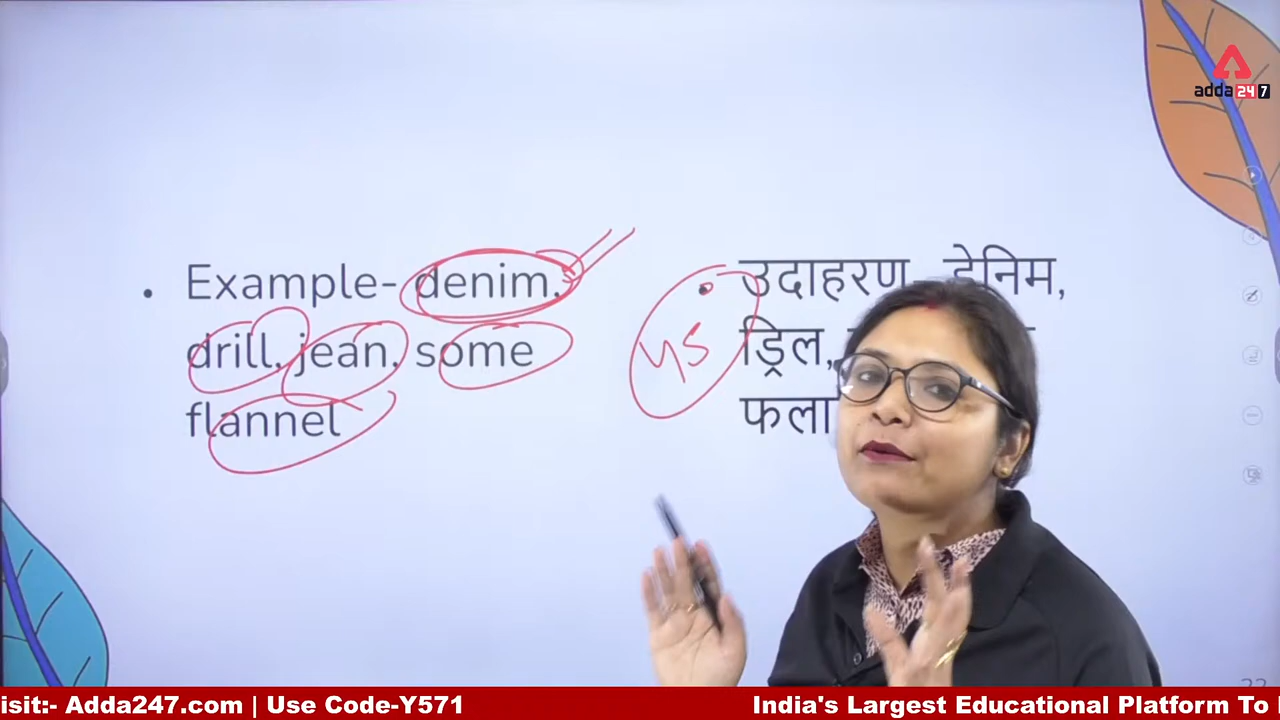 adda247
Example- denim,
drill, jean, some
flannel
उदाहरण- डेनिम,
ड्रिल,
45
isit:- Adda247.com | Use Code-Y571
India's Largest Educational Platform To